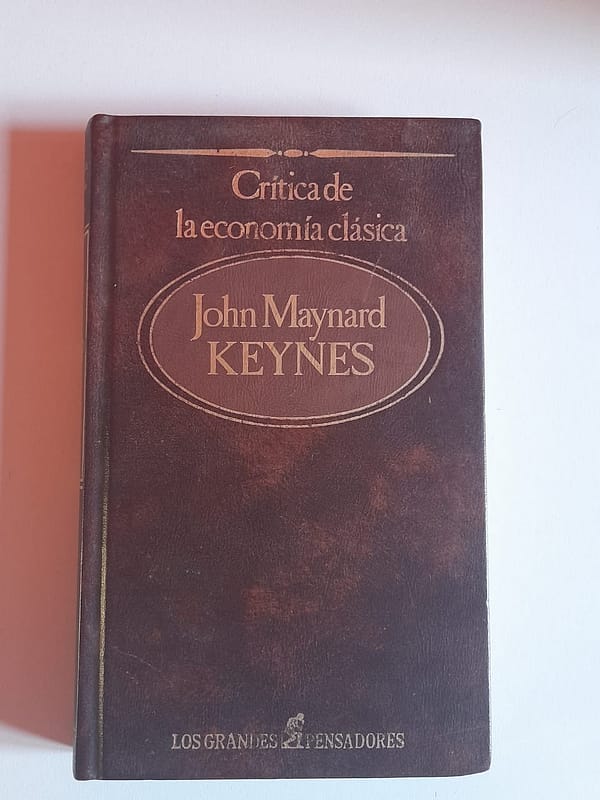 Crítica de
la economía clásica
John Maynard
KEYNES
LOS GRANDES PENSADORES